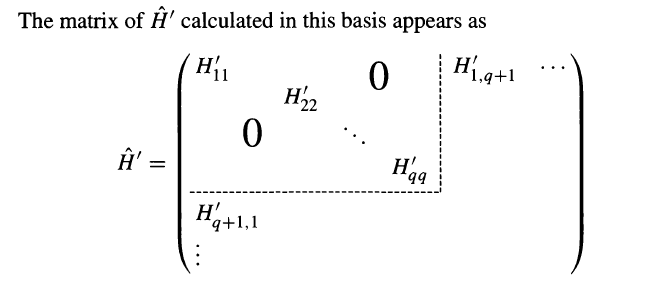 The matrix of Ĥ′ calculated in this basis appears as
H′₁₁ 0 H′₁,q+1 ⋯
H′₂₂
0 ⋱
Ĥ′ =
H′qq
H′q+1,1
⋮